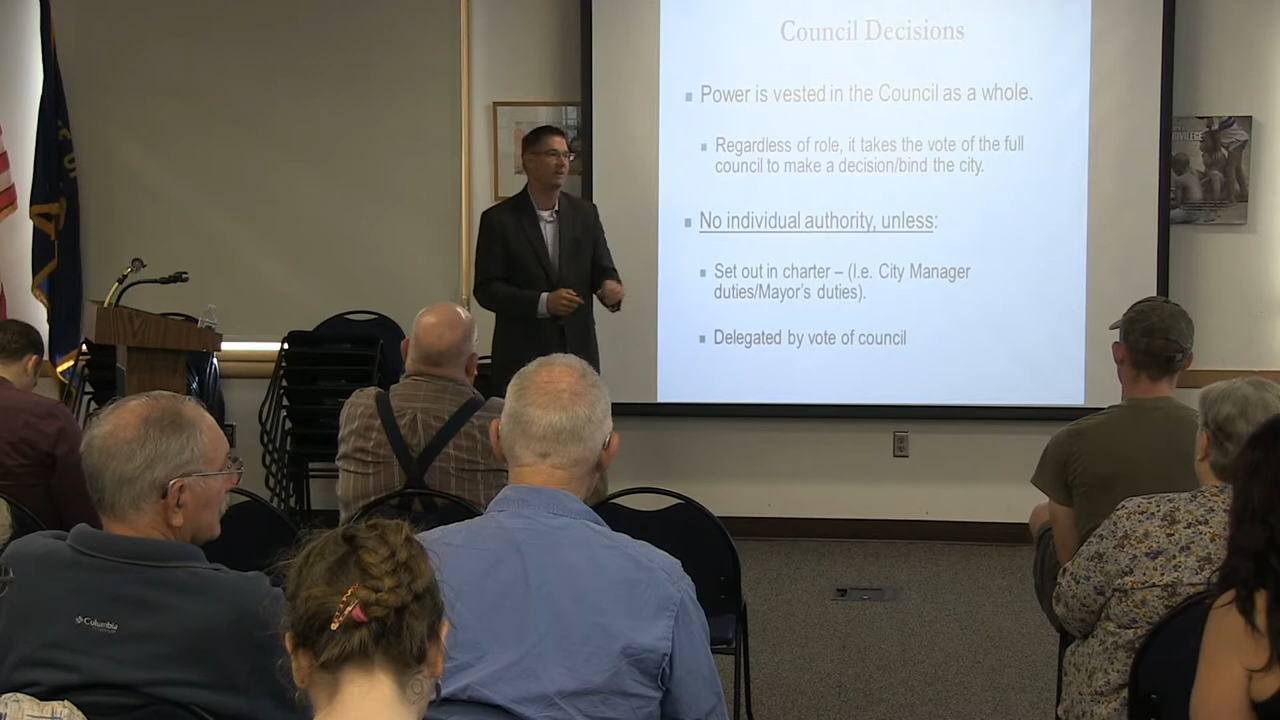 Council Decisions
Power is vested in the Council as a whole.
Regardless of role, it takes the vote of the full
council to make a decision/bind the city.
No individual authority, unless:
Set out in charter – (I.e. City Manager
duties/Mayor's duties).
Delegated by vote of council
Columbia